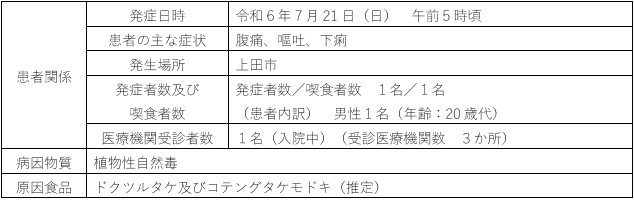 患者関係
発症日時 令和６年７月 21 日（日） 午前５時頃
患者の主な症状 腹痛、嘔吐、下痢
発生場所 上田市
発症者数及び 発症者数／喫食者数 １名／１名
喫食者数 （患者内訳） 男性１名（年齢：20 歳代）
医療機関受診者数 １名（入院中）（受診医療機関数 ３か所）
病因物質 植物性自然毒
原因食品 ドクツルタケ及びコテングタケモドキ（推定）